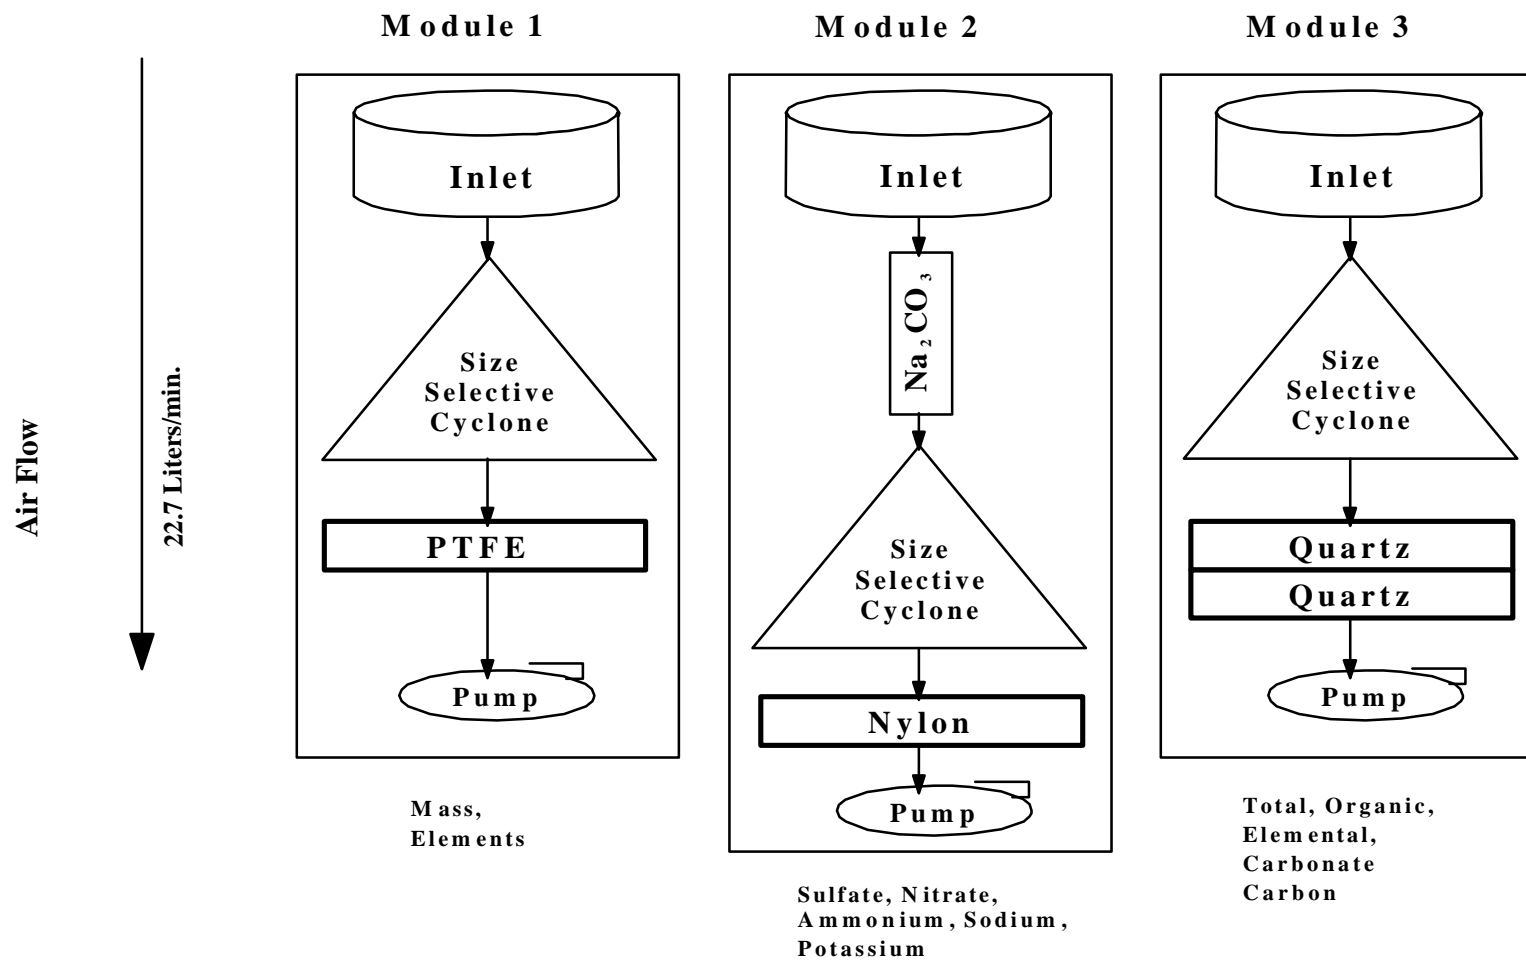 Module 1
Module 2
Module 3
Air Flow
22.7 Liters/min.
Inlet
Size
Selective
Cyclone
PTFE
Pump
Mass,
Elements
Inlet
Na₂CO₃
Size
Selective
Cyclone
Nylon
Pump
Sulfate, Nitrate,
Ammonium, Sodium,
Potassium
Inlet
Size
Selective
Cyclone
Quartz
Quartz
Pump
Total, Organic,
Elemental,
Carbonate
Carbon